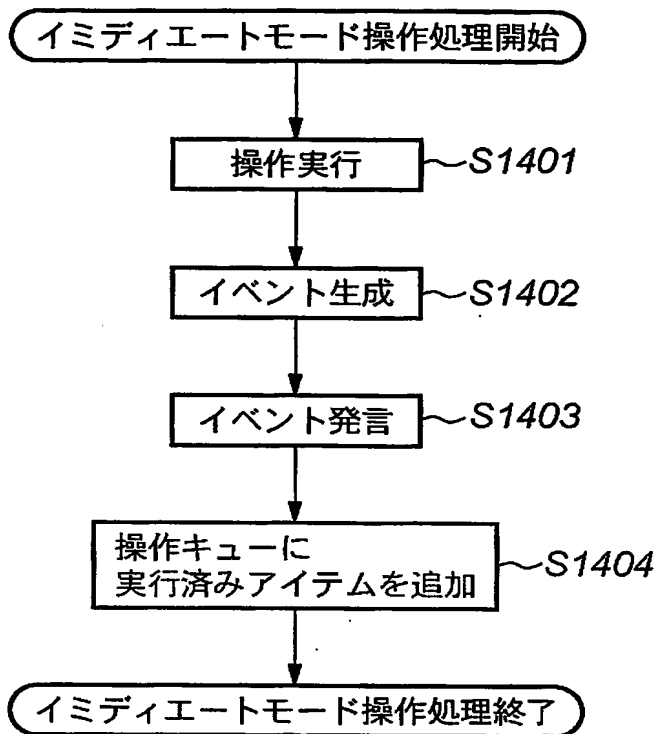 イミディエートモード操作処理開始
操作実行 S1401
イベント生成 S1402
イベント発言 S1403
操作キューに
実行済みアイテムを追加 S1404
イミディエートモード操作処理終了